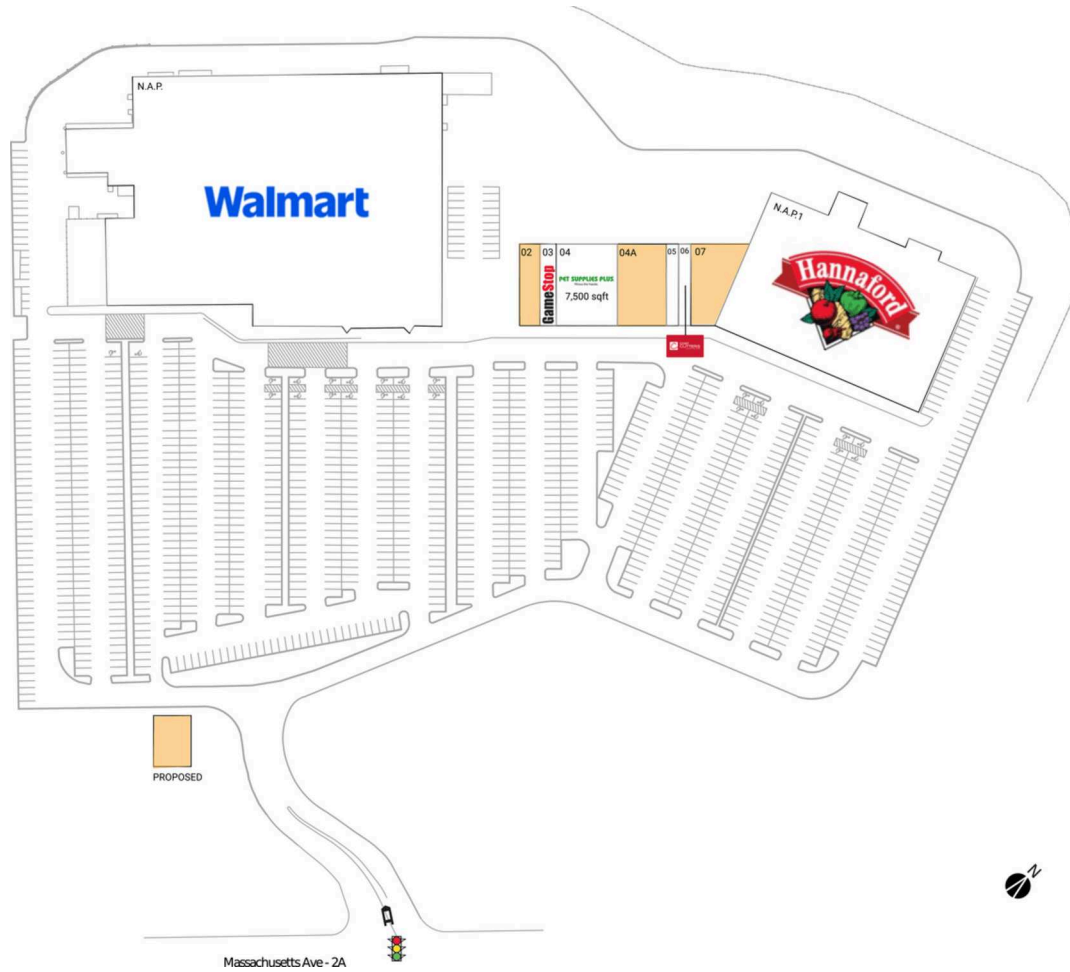 N.A.P.
Walmart
N.A.P.1
Hannaford
02
03
04
04A
05
06
07
GameStop
PET SUPPLIES PLUS
7,500 sqft
PROPOSED
N
Massachusetts Ave - 2A